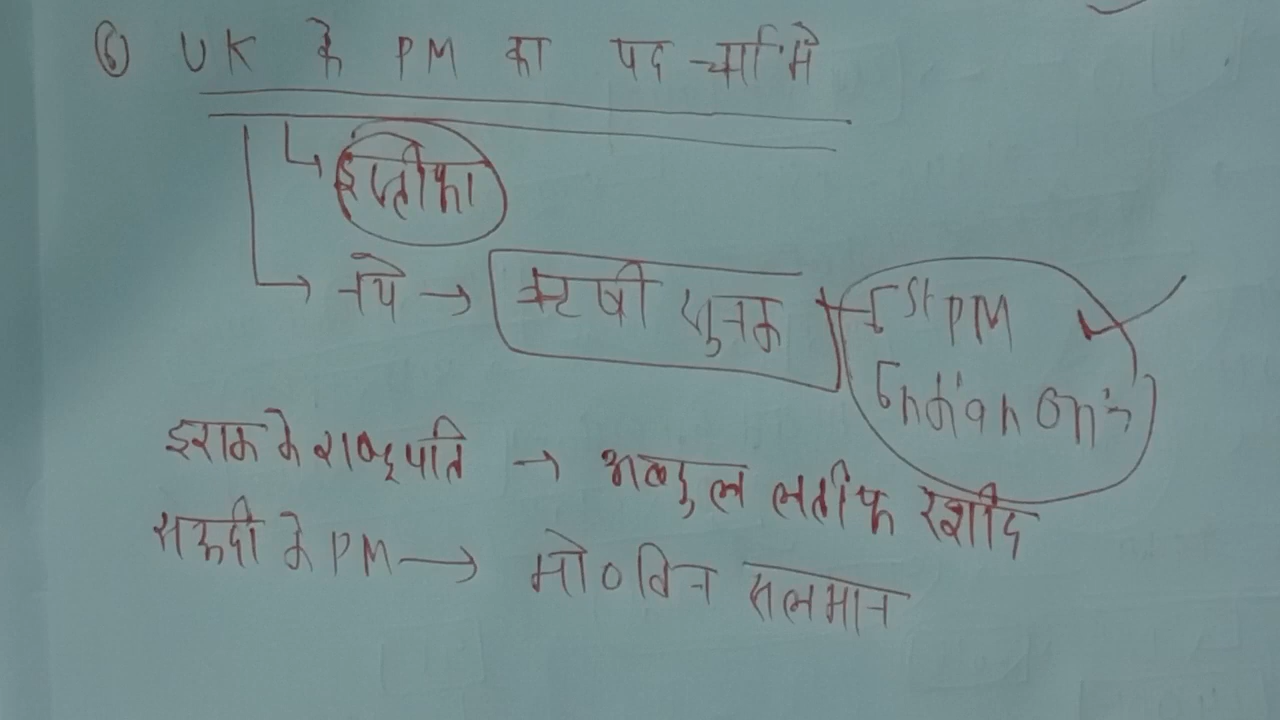 ⑥ UK के PM का पद चर्चा में
इस्तीफा
नये → ऋषी सुनक
1st PM
Indian
इराक के राष्ट्रपति → अब्दुल लतीफ रशीद
सऊदी के PM → मो० बिन सलमान